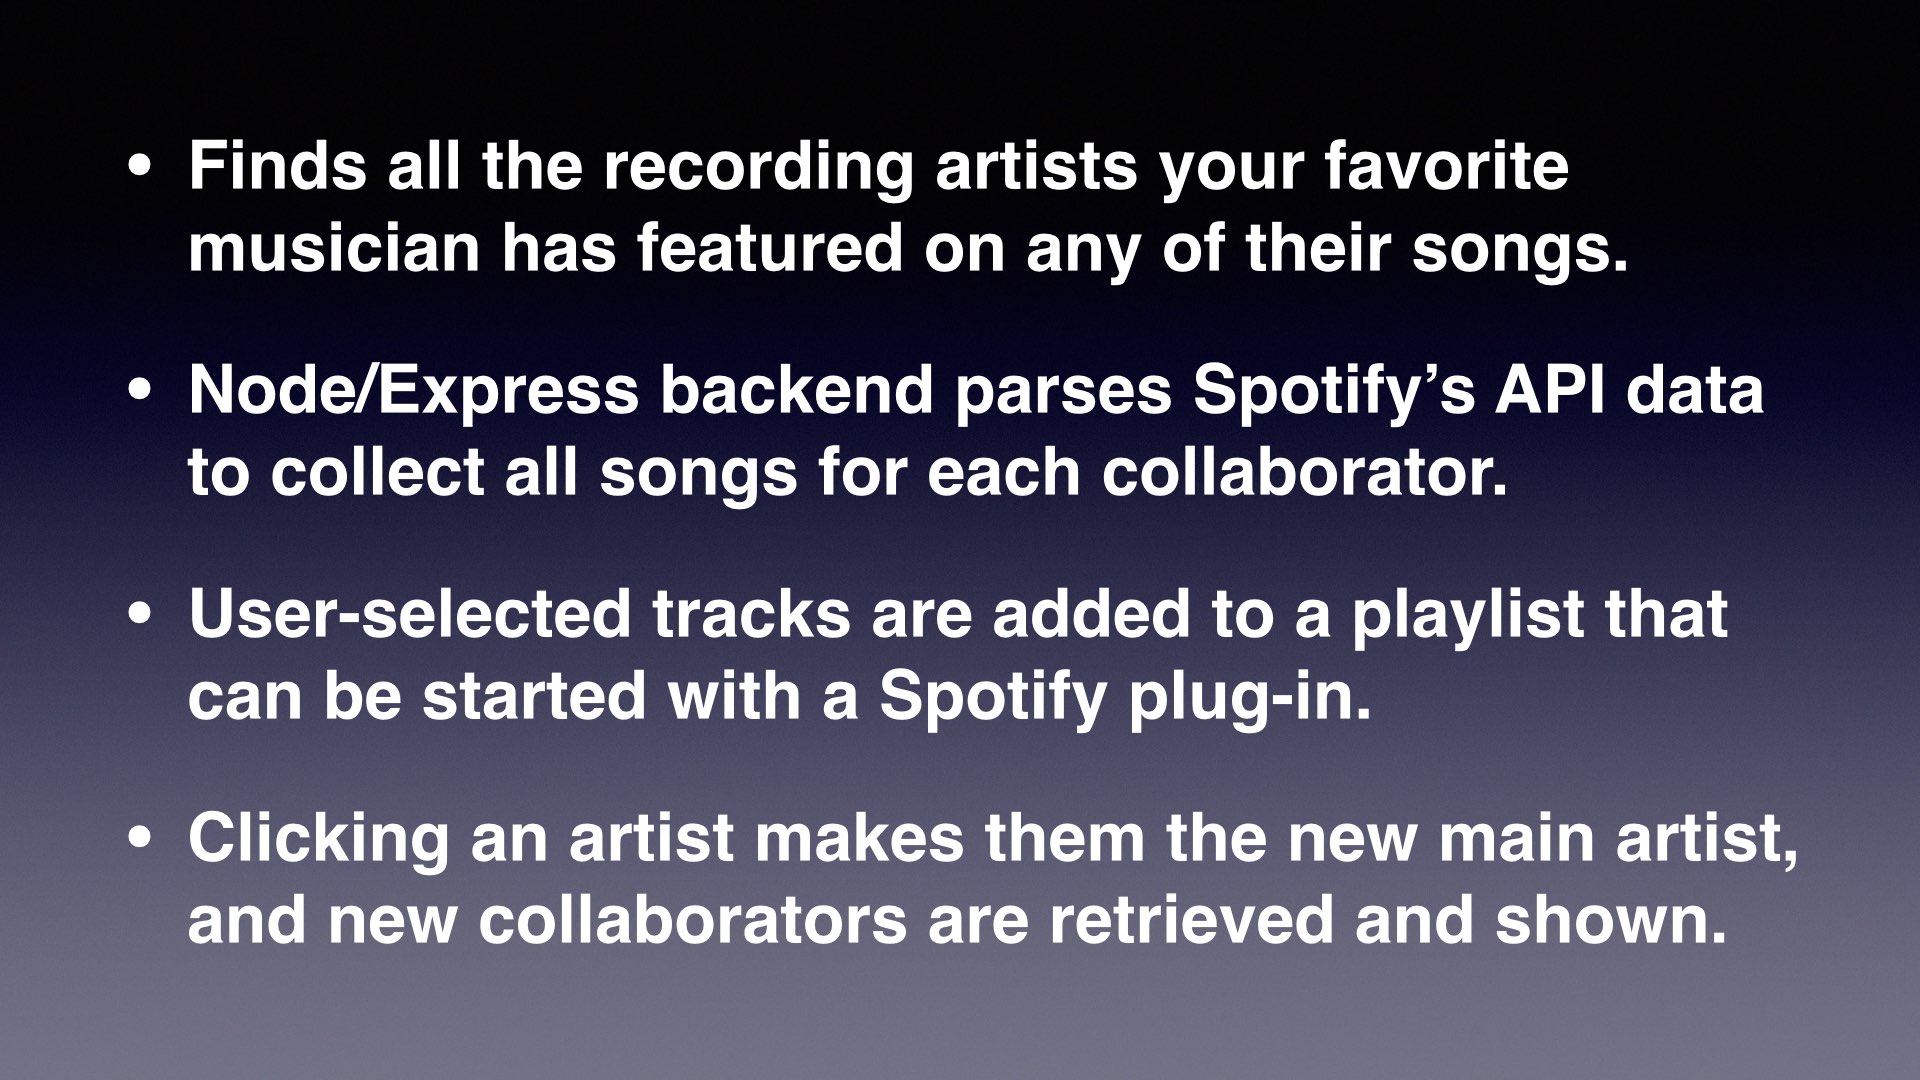 • Finds all the recording artists your favorite
musician has featured on any of their songs.
• Node/Express backend parses Spotify’s API data
to collect all songs for each collaborator.
• User-selected tracks are added to a playlist that
can be started with a Spotify plug-in.
• Clicking an artist makes them the new main artist,
and new collaborators are retrieved and shown.